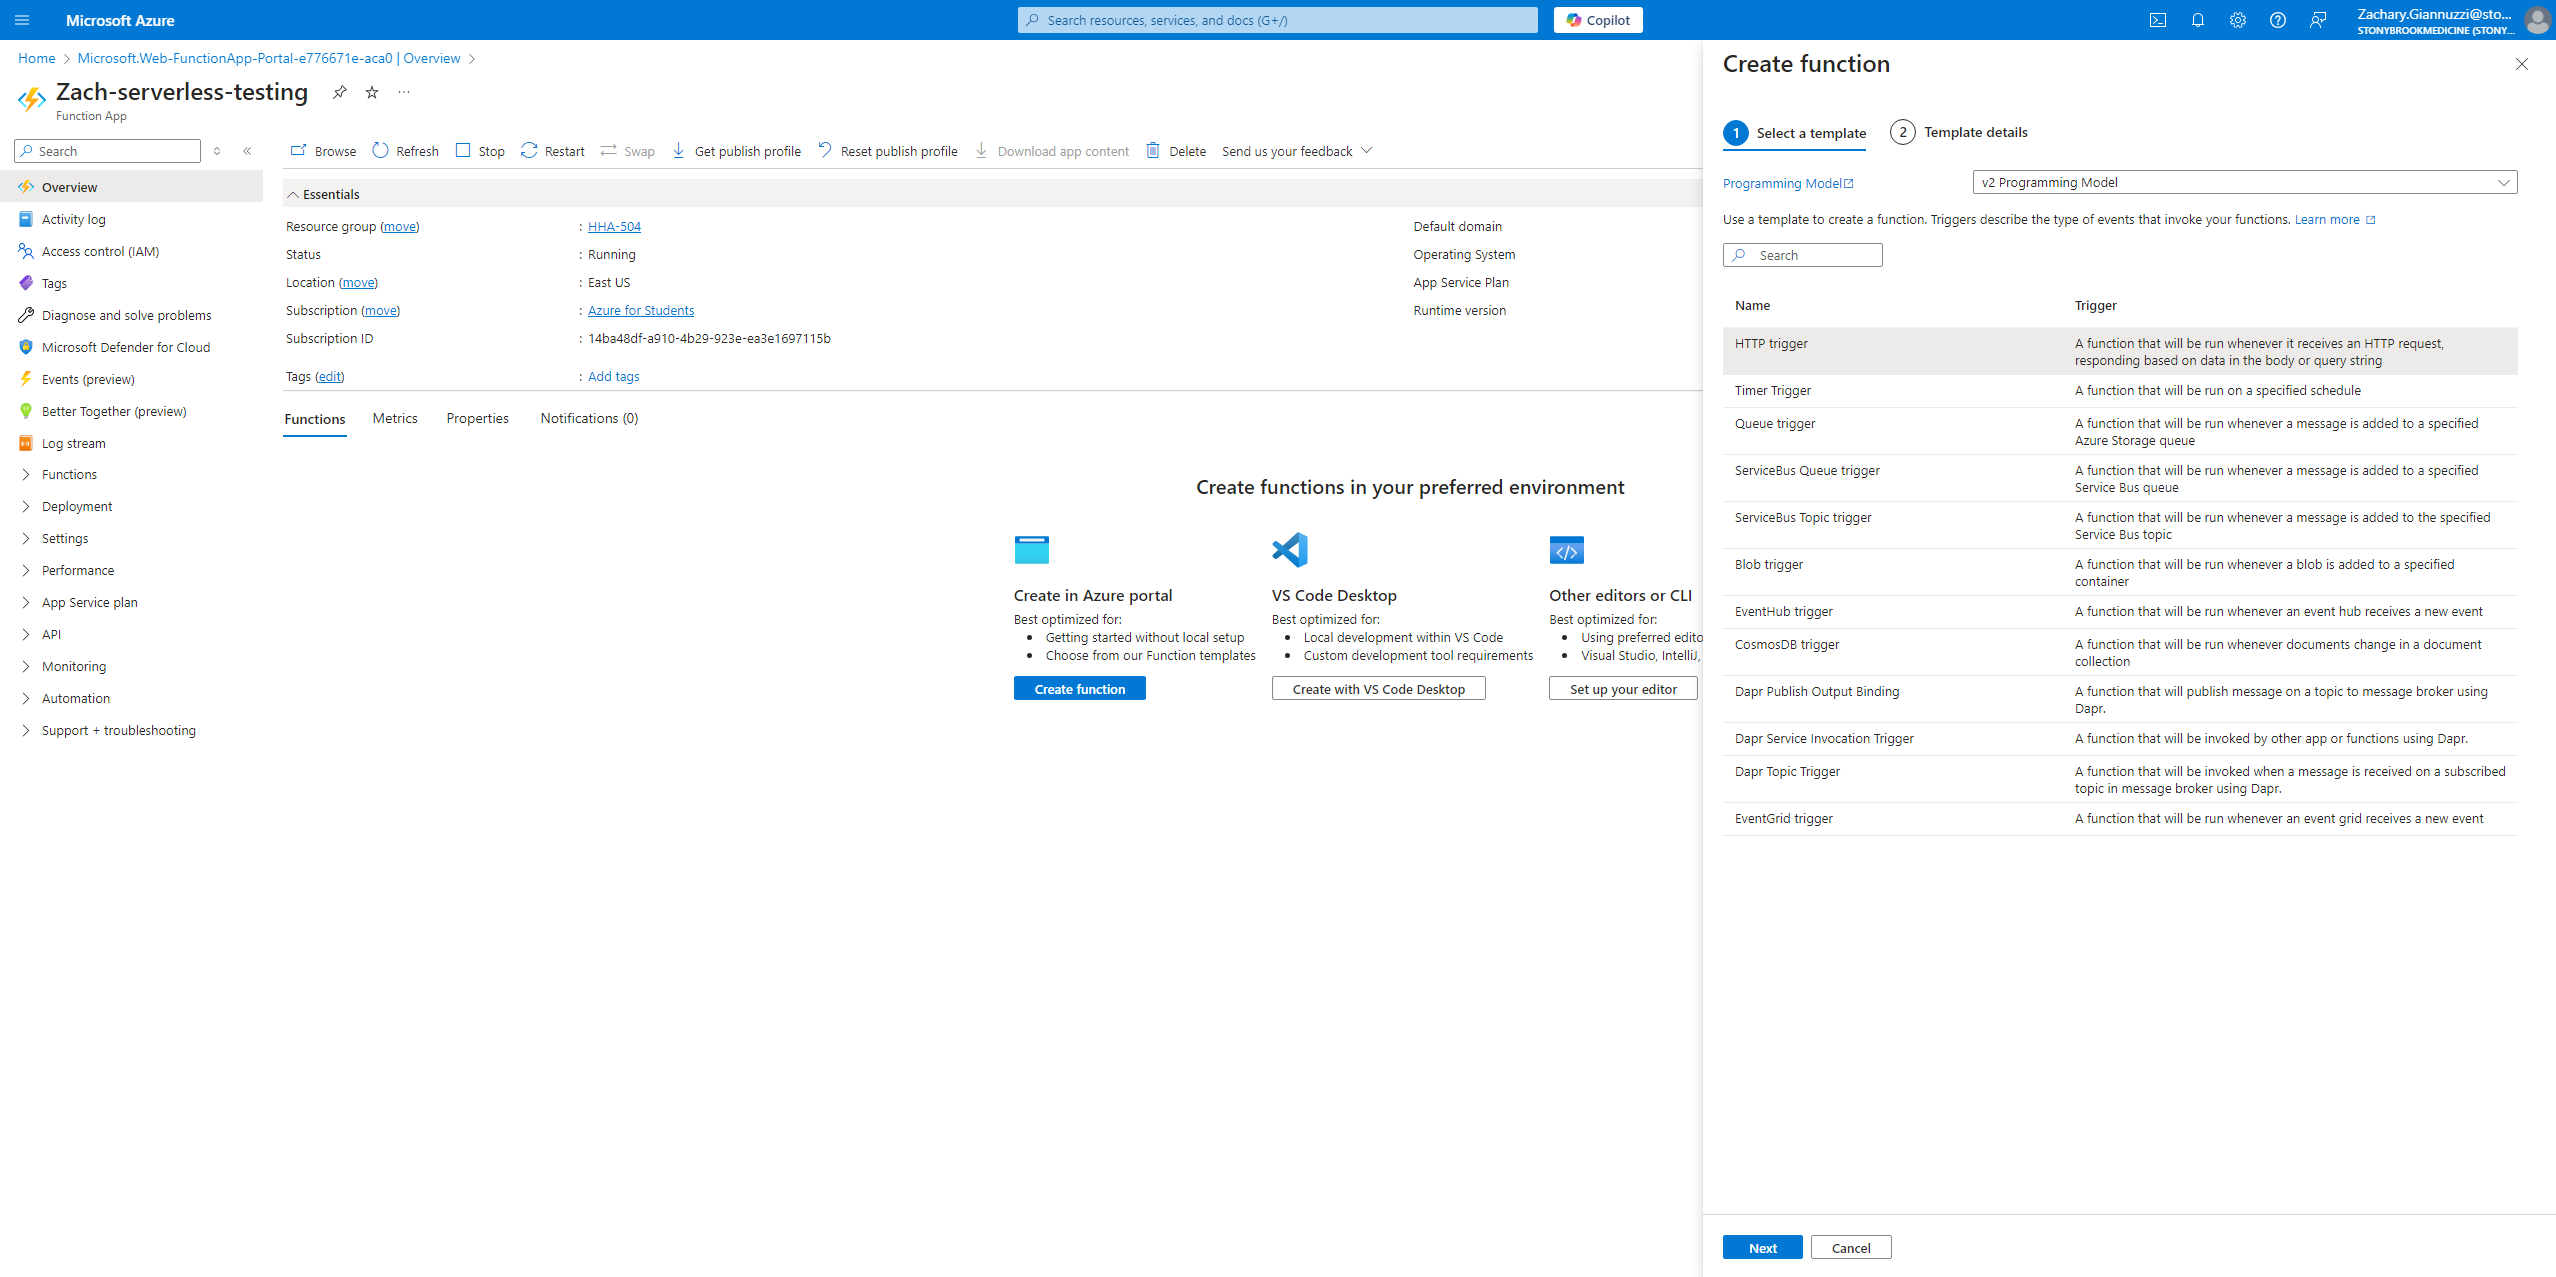 Microsoft Azure
Search resources, services, and docs (G+/)
Copilot
Zachary.Giannuzzi@sto...
STONYBROOKMEDICINE (STONY...
Home > Microsoft.Web-FunctionApp-Portal-e776671e-aca0 | Overview >
Zach-serverless-testing
Function App
Search
Overview
Activity log
Access control (IAM)
Tags
Diagnose and solve problems
Microsoft Defender for Cloud
Events (preview)
Better Together (preview)
Log stream
Functions
Deployment
Settings
Performance
App Service plan
API
Monitoring
Automation
Support + troubleshooting
Browse Refresh Stop Restart Swap Get publish profile Reset publish profile Download app content Delete Send us your feedback
Essentials
Resource group (move) : HHA-504
Status : Running
Location (move) : East US
Subscription (move) : Azure for Students
Subscription ID : 14ba48df-a910-4b29-923e-ea3e1697115b
Tags (edit) : Add tags
Default domain
Operating System
App Service Plan
Runtime version
Functions Metrics Properties Notifications (0)
Create functions in your preferred environment
Create in Azure portal
Best optimized for:
• Getting started without local setup
• Choose from our Function templates
Create function
VS Code Desktop
Best optimized for:
• Local development within VS Code
• Custom development tool requirements
Create with VS Code Desktop
Other editors or CLI
Best optimized for:
• Using preferred edito
• Visual Studio, IntelliJ,
Set up your editor
Create function
1 Select a template 2 Template details
Programming Model v2 Programming Model
Use a template to create a function. Triggers describe the type of events that invoke your functions. Learn more
Search
Name Trigger
HTTP trigger A function that will be run whenever it receives an HTTP request,
responding based on data in the body or query string
Timer Trigger A function that will be run on a specified schedule
Queue trigger A function that will be run whenever a message is added to a specified
Azure Storage queue
ServiceBus Queue trigger A function that will be run whenever a message is added to a specified
Service Bus queue
ServiceBus Topic trigger A function that will be run whenever a message is added to the specified
Service Bus topic
Blob trigger A function that will be run whenever a blob is added to a specified
container
EventHub trigger A function that will be run whenever an event hub receives a new event
CosmosDB trigger A function that will be run whenever documents change in a document
collection
Dapr Publish Output Binding A function that will publish message on a topic to message broker using
Dapr.
Dapr Service Invocation Trigger A function that will be invoked by other app or functions using Dapr.
Dapr Topic Trigger A function that will be invoked when a message is received on a subscribed
topic in message broker using Dapr.
EventGrid trigger A function that will be run whenever an event grid receives a new event
Next Cancel